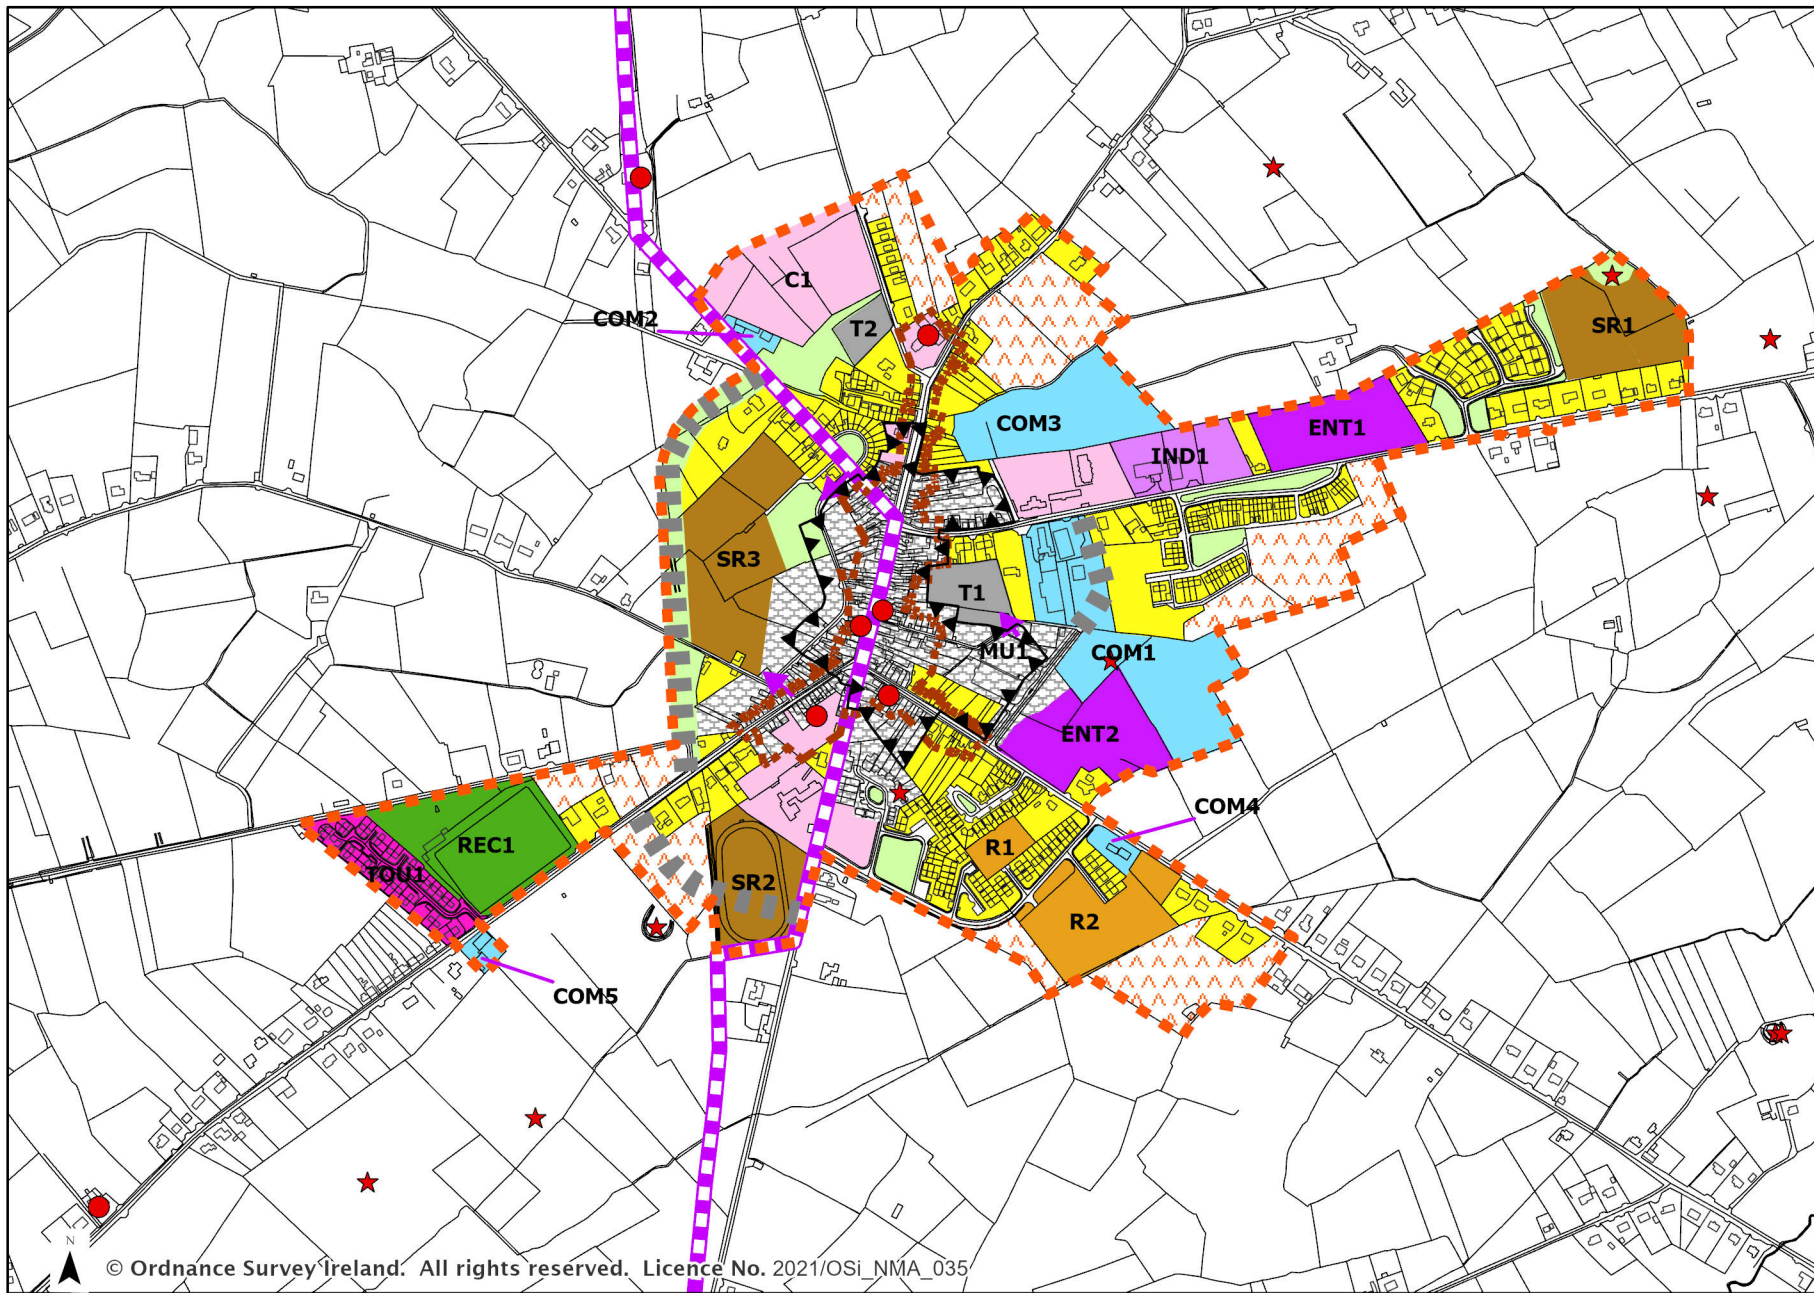 C1
COM2
T2
SR1
COM3
ENT1
IND1
SR3
T1
MU1
COM1
ENT2
COM4
REC1
R1
TOU1
SR2
R2
COM5
N
© Ordnance Survey Ireland. All rights reserved. Licence No. 2021/OSi_NMA_035